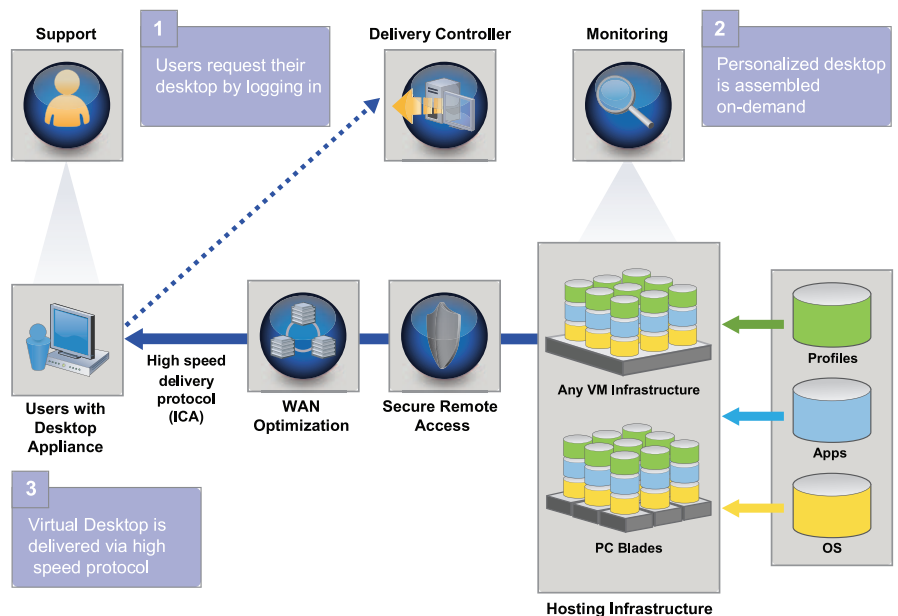 Support
1
Users request their
desktop by logging in
Delivery Controller
Monitoring
2
Personalized desktop
is assembled
on-demand
Users with
Desktop
Appliance
High speed
delivery
protocol
(ICA)
WAN
Optimization
Secure Remote
Access
Any VM Infrastructure
PC Blades
Hosting Infrastructure
Profiles
Apps
OS
3
Virtual Desktop is
delivered via high
speed protocol